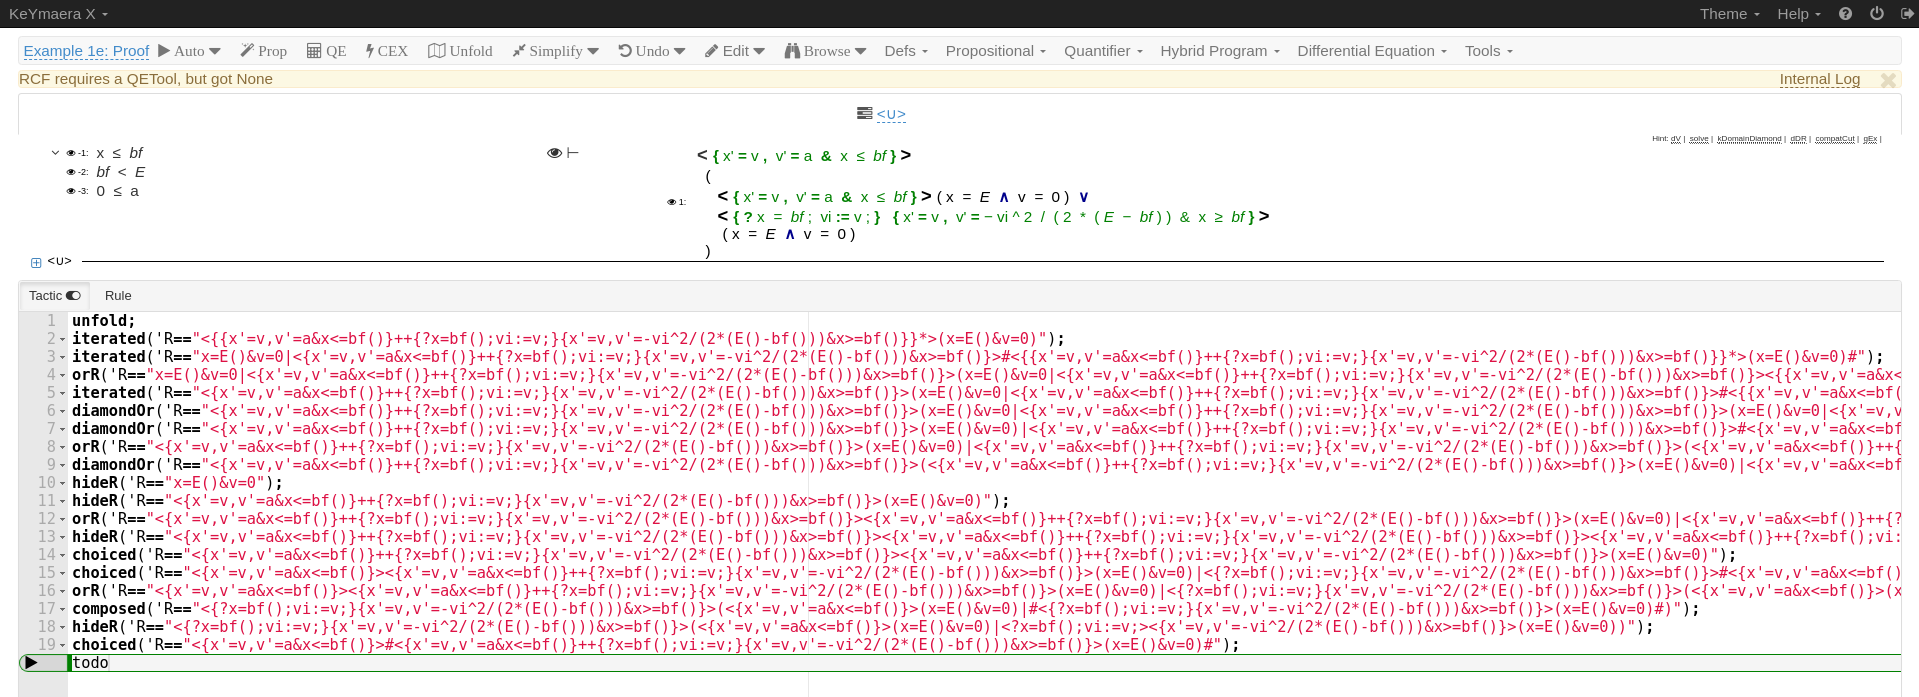 KeYmaera X Theme Help
Example 1e: Proof Auto Prop QE CEX Unfold Simplify Undo Edit Browse Defs Propositional Quantifier Hybrid Program Differential Equation Tools
RCF requires a QETool, but got None Internal Log
<∪>
Hint: dV | solve | kDomainDiamond | dDR | compatCut | gEx |
-1: x ≤ bf ⊢ < { x' = v , v' = a & x ≤ bf } >
-2: bf < E (
-3: 0 ≤ a
1: < { x' = v , v' = a & x ≤ bf } > ( x = E ∧ v = 0 ) ∨
< { ? x = bf ; vi := v ; } { x' = v , v' = − vi ^ 2 / ( 2 * ( E − bf ) ) & x ≥ bf } >
( x = E ∧ v = 0 )
)
<∪>
Tactic Rule
1 unfold;
2 iterated('R=="<{{x'=v,v'=a&x<=bf()}++{?x=bf();vi:=v;}{x'=v,v'=-vi^2/(2*(E()-bf()))&x>=bf()}}*>(x=E()&v=0)");
3 iterated('R=="x=E()&v=0|<{x'=v,v'=a&x<=bf()}++{?x=bf();vi:=v;}{x'=v,v'=-vi^2/(2*(E()-bf()))&x>=bf()}>#<{{x'=v,v'=a&x<=bf()}++{?x=bf();vi:=v;}{x'=v,v'=-vi^2/(2*(E()-bf()))&x>=bf()}}*>(x=E()&v=0)#");
4 orR('R=="x=E()&v=0|<{x'=v,v'=a&x<=bf()}++{?x=bf();vi:=v;}{x'=v,v'=-vi^2/(2*(E()-bf()))&x>=bf()}>(x=E()&v=0|<{x'=v,v'=a&x<=bf()}++{?x=bf();vi:=v;}{x'=v,v'=-vi^2/(2*(E()-bf()))&x>=bf()}><{{x'=v,v'=a&x<
5 iterated('R=="<{x'=v,v'=a&x<=bf()}++{?x=bf();vi:=v;}{x'=v,v'=-vi^2/(2*(E()-bf()))&x>=bf()}>(x=E()&v=0|<{x'=v,v'=a&x<=bf()}++{?x=bf();vi:=v;}{x'=v,v'=-vi^2/(2*(E()-bf()))&x>=bf()}>#<{{x'=v,v'=a&x<=bf(
6 diamondOr('R=="<{x'=v,v'=a&x<=bf()}++{?x=bf();vi:=v;}{x'=v,v'=-vi^2/(2*(E()-bf()))&x>=bf()}>(x=E()&v=0|<{x'=v,v'=a&x<=bf()}++{?x=bf();vi:=v;}{x'=v,v'=-vi^2/(2*(E()-bf()))&x>=bf()}>(x=E()&v=0|<{x'=v,v
7 diamondOr('R=="<{x'=v,v'=a&x<=bf()}++{?x=bf();vi:=v;}{x'=v,v'=-vi^2/(2*(E()-bf()))&x>=bf()}>(x=E()&v=0)|<{x'=v,v'=a&x<=bf()}++{?x=bf();vi:=v;}{x'=v,v'=-vi^2/(2*(E()-bf()))&x>=bf()}>#<{x'=v,v'=a&x<=bf
8 orR('R=="<{x'=v,v'=a&x<=bf()}++{?x=bf();vi:=v;}{x'=v,v'=-vi^2/(2*(E()-bf()))&x>=bf()}>(x=E()&v=0)|<{x'=v,v'=a&x<=bf()}++{?x=bf();vi:=v;}{x'=v,v'=-vi^2/(2*(E()-bf()))&x>=bf()}>(<{x'=v,v'=a&x<=bf()}++{
9 diamondOr('R=="<{x'=v,v'=a&x<=bf()}++{?x=bf();vi:=v;}{x'=v,v'=-vi^2/(2*(E()-bf()))&x>=bf()}>(<{x'=v,v'=a&x<=bf()}++{?x=bf();vi:=v;}{x'=v,v'=-vi^2/(2*(E()-bf()))&x>=bf()}>(x=E()&v=0)|<{x'=v,v'=a&x<=bf
10 hideR('R=="x=E()&v=0");
11 hideR('R=="<{x'=v,v'=a&x<=bf()}++{?x=bf();vi:=v;}{x'=v,v'=-vi^2/(2*(E()-bf()))&x>=bf()}>(x=E()&v=0)");
12 orR('R=="<{x'=v,v'=a&x<=bf()}++{?x=bf();vi:=v;}{x'=v,v'=-vi^2/(2*(E()-bf()))&x>=bf()}><{x'=v,v'=a&x<=bf()}++{?x=bf();vi:=v;}{x'=v,v'=-vi^2/(2*(E()-bf()))&x>=bf()}>(x=E()&v=0)|<{x'=v,v'=a&x<=bf()}++{?
13 hideR('R=="<{x'=v,v'=a&x<=bf()}++{?x=bf();vi:=v;}{x'=v,v'=-vi^2/(2*(E()-bf()))&x>=bf()}><{x'=v,v'=a&x<=bf()}++{?x=bf();vi:=v;}{x'=v,v'=-vi^2/(2*(E()-bf()))&x>=bf()}><{x'=v,v'=a&x<=bf()}++{?x=bf();vi:
14 choiced('R=="<{x'=v,v'=a&x<=bf()}++{?x=bf();vi:=v;}{x'=v,v'=-vi^2/(2*(E()-bf()))&x>=bf()}><{x'=v,v'=a&x<=bf()}++{?x=bf();vi:=v;}{x'=v,v'=-vi^2/(2*(E()-bf()))&x>=bf()}>(x=E()&v=0)");
15 choiced('R=="<{x'=v,v'=a&x<=bf()}><{x'=v,v'=a&x<=bf()}++{?x=bf();vi:=v;}{x'=v,v'=-vi^2/(2*(E()-bf()))&x>=bf()}>(x=E()&v=0)|<{?x=bf();vi:=v;}{x'=v,v'=-vi^2/(2*(E()-bf()))&x>=bf()}>#<{x'=v,v'=a&x<=bf()
16 orR('R=="<{x'=v,v'=a&x<=bf()}><{x'=v,v'=a&x<=bf()}++{?x=bf();vi:=v;}{x'=v,v'=-vi^2/(2*(E()-bf()))&x>=bf()}>(x=E()&v=0)|<{?x=bf();vi:=v;}{x'=v,v'=-vi^2/(2*(E()-bf()))&x>=bf()}>(<{x'=v,v'=a&x<=bf()}>(x
17 composed('R=="<{?x=bf();vi:=v;}{x'=v,v'=-vi^2/(2*(E()-bf()))&x>=bf()}>(<{x'=v,v'=a&x<=bf()}>(x=E()&v=0)|#<{?x=bf();vi:=v;}{x'=v,v'=-vi^2/(2*(E()-bf()))&x>=bf()}>(x=E()&v=0)#)");
18 hideR('R=="<{?x=bf();vi:=v;}{x'=v,v'=-vi^2/(2*(E()-bf()))&x>=bf()}>(<{x'=v,v'=a&x<=bf()}>(x=E()&v=0)|<?x=bf();vi:=v;><{x'=v,v'=-vi^2/(2*(E()-bf()))&x>=bf()}>(x=E()&v=0))");
19 choiced('R=="<{x'=v,v'=a&x<=bf()}>#<{x'=v,v'=a&x<=bf()}++{?x=bf();vi:=v;}{x'=v,v'=-vi^2/(2*(E()-bf()))&x>=bf()}>(x=E()&v=0)#");
todo